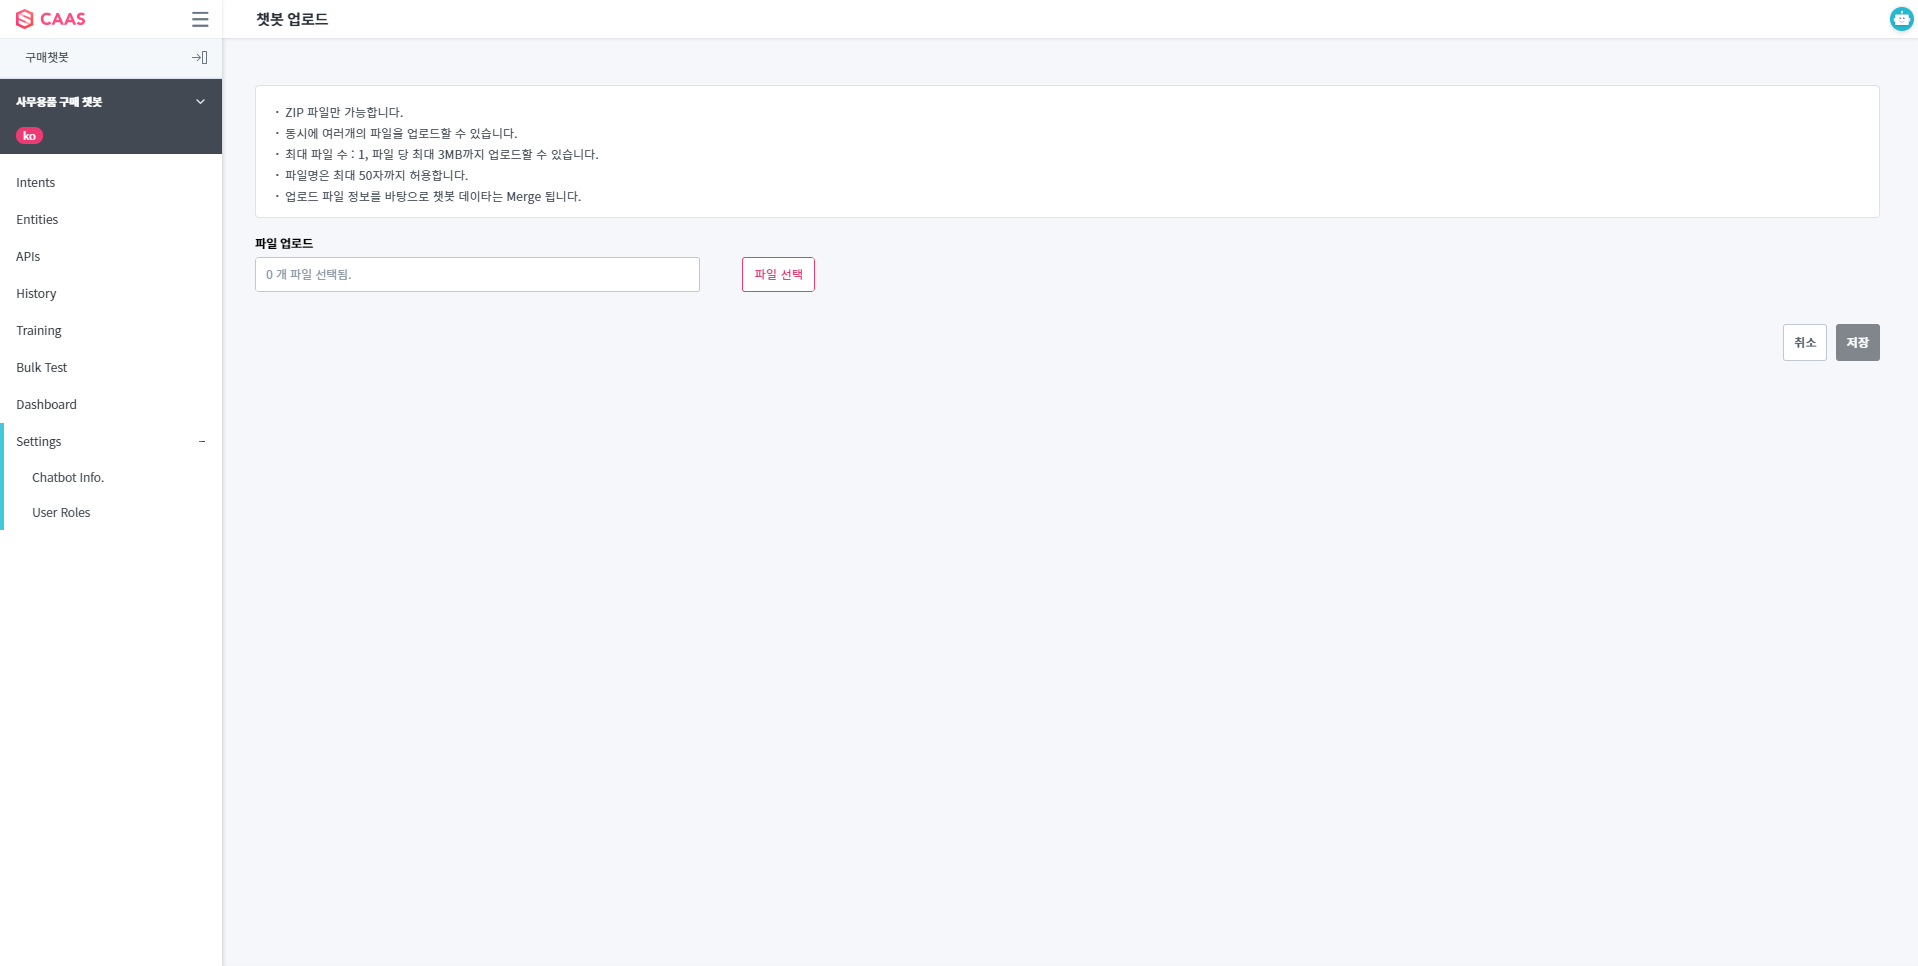 CAAS
챗봇 업로드
구매챗봇
사무용품 구매 챗봇
ko
Intents
Entities
APIs
History
Training
Bulk Test
Dashboard
Settings
Chatbot Info.
User Roles
· ZIP 파일만 가능합니다.
· 동시에 여러개의 파일을 업로드할 수 있습니다.
· 최대 파일 수 : 1, 파일 당 최대 3MB까지 업로드할 수 있습니다.
· 파일명은 최대 50자까지 허용합니다.
· 업로드 파일 정보를 바탕으로 챗봇 데이타는 Merge 됩니다.
파일 업로드
0 개 파일 선택됨.
파일 선택
취소
저장